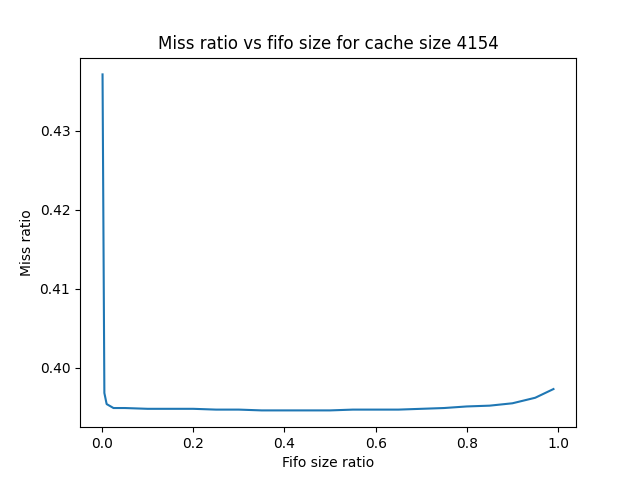 Miss ratio vs fifo size for cache size 4154
0.43
0.42
0.41
0.40
Miss ratio
0.0 0.2 0.4 0.6 0.8 1.0
Fifo size ratio